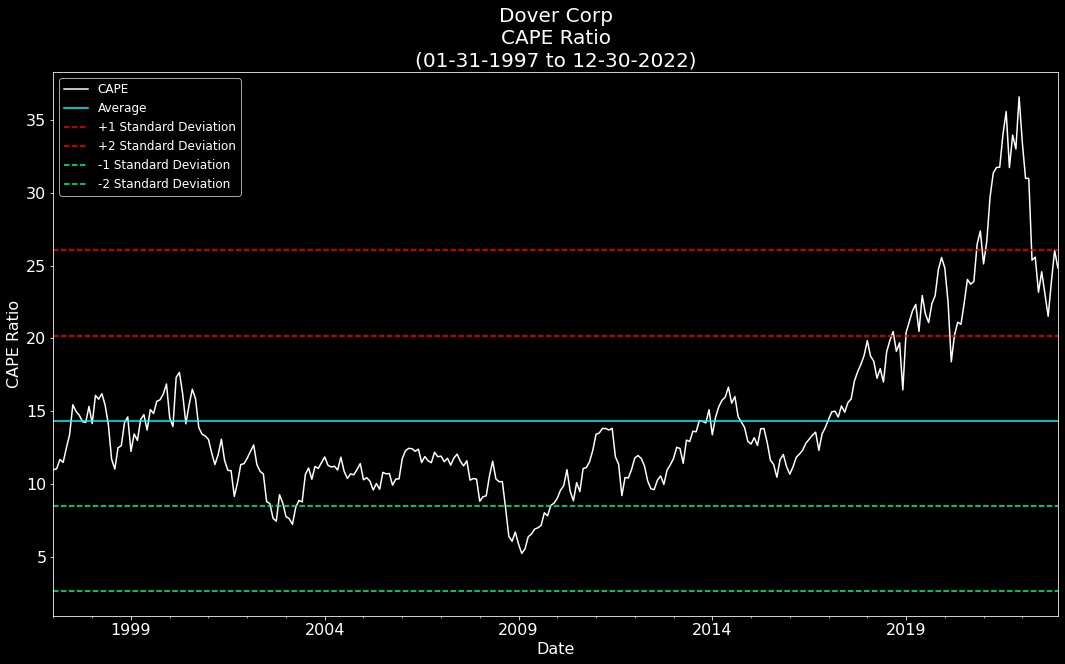 Dover Corp
CAPE Ratio
(01-31-1997 to 12-30-2022)
CAPE
Average
+1 Standard Deviation
+2 Standard Deviation
-1 Standard Deviation
-2 Standard Deviation
CAPE Ratio
35
30
25
20
15
10
5
1999 2004 2009 2014 2019
Date